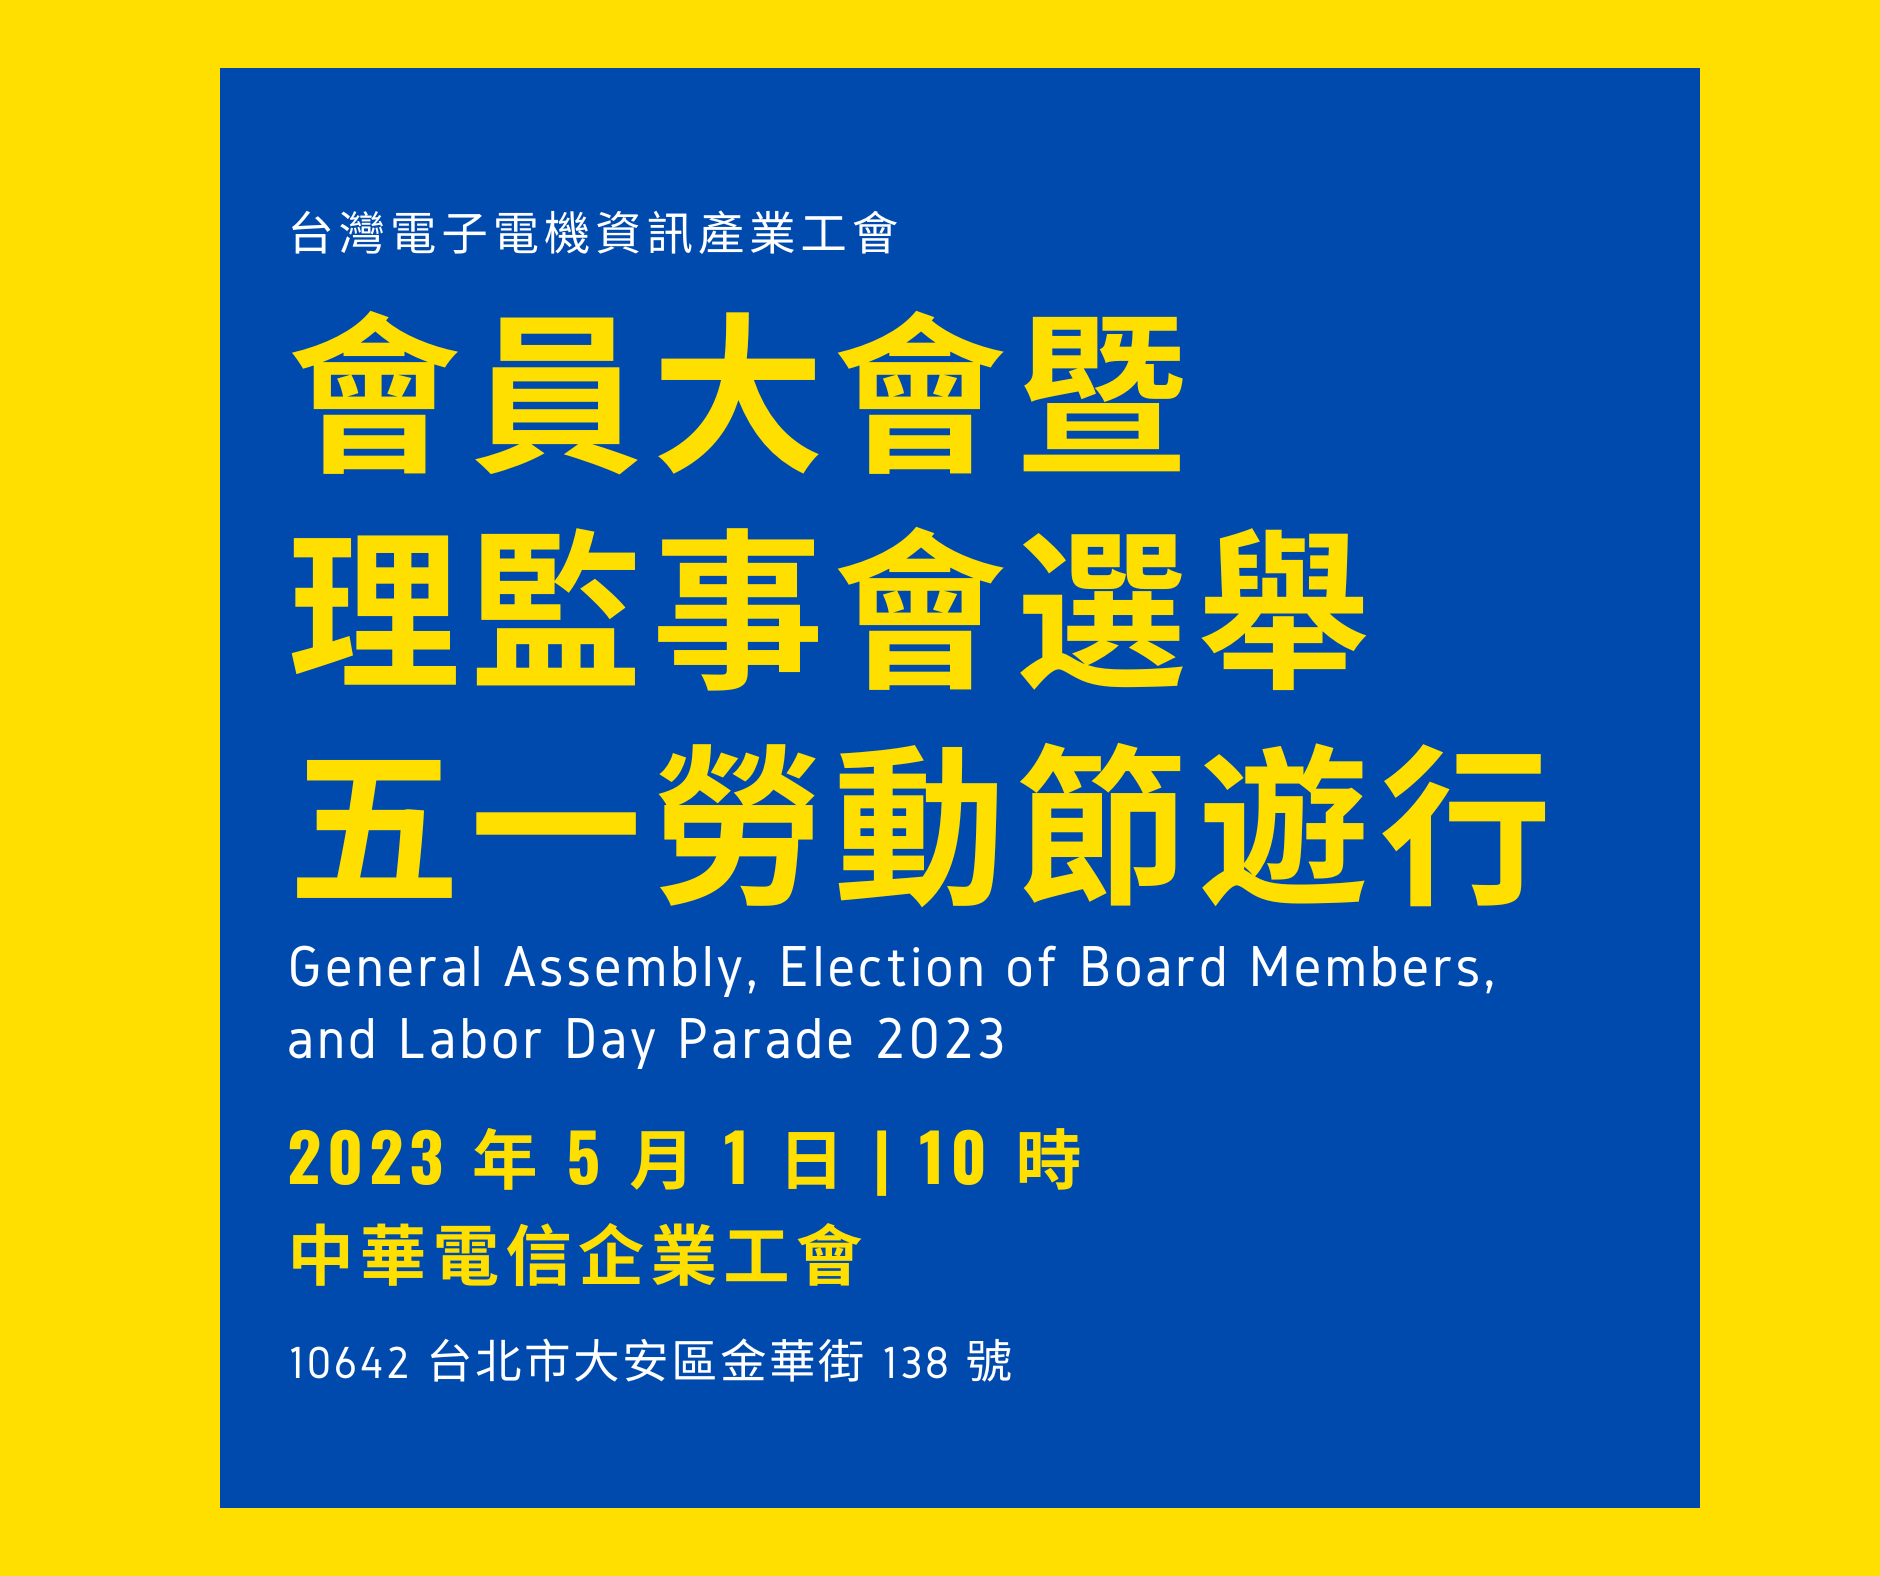 台灣電子電機資訊產業工會
會員大會暨
理監事會選舉
五一勞動節遊行
General Assembly, Election of Board Members,
and Labor Day Parade 2023
2023 年 5 月 1 日 | 10 時
中華電信企業工會
10642 台北市大安區金華街 138 號